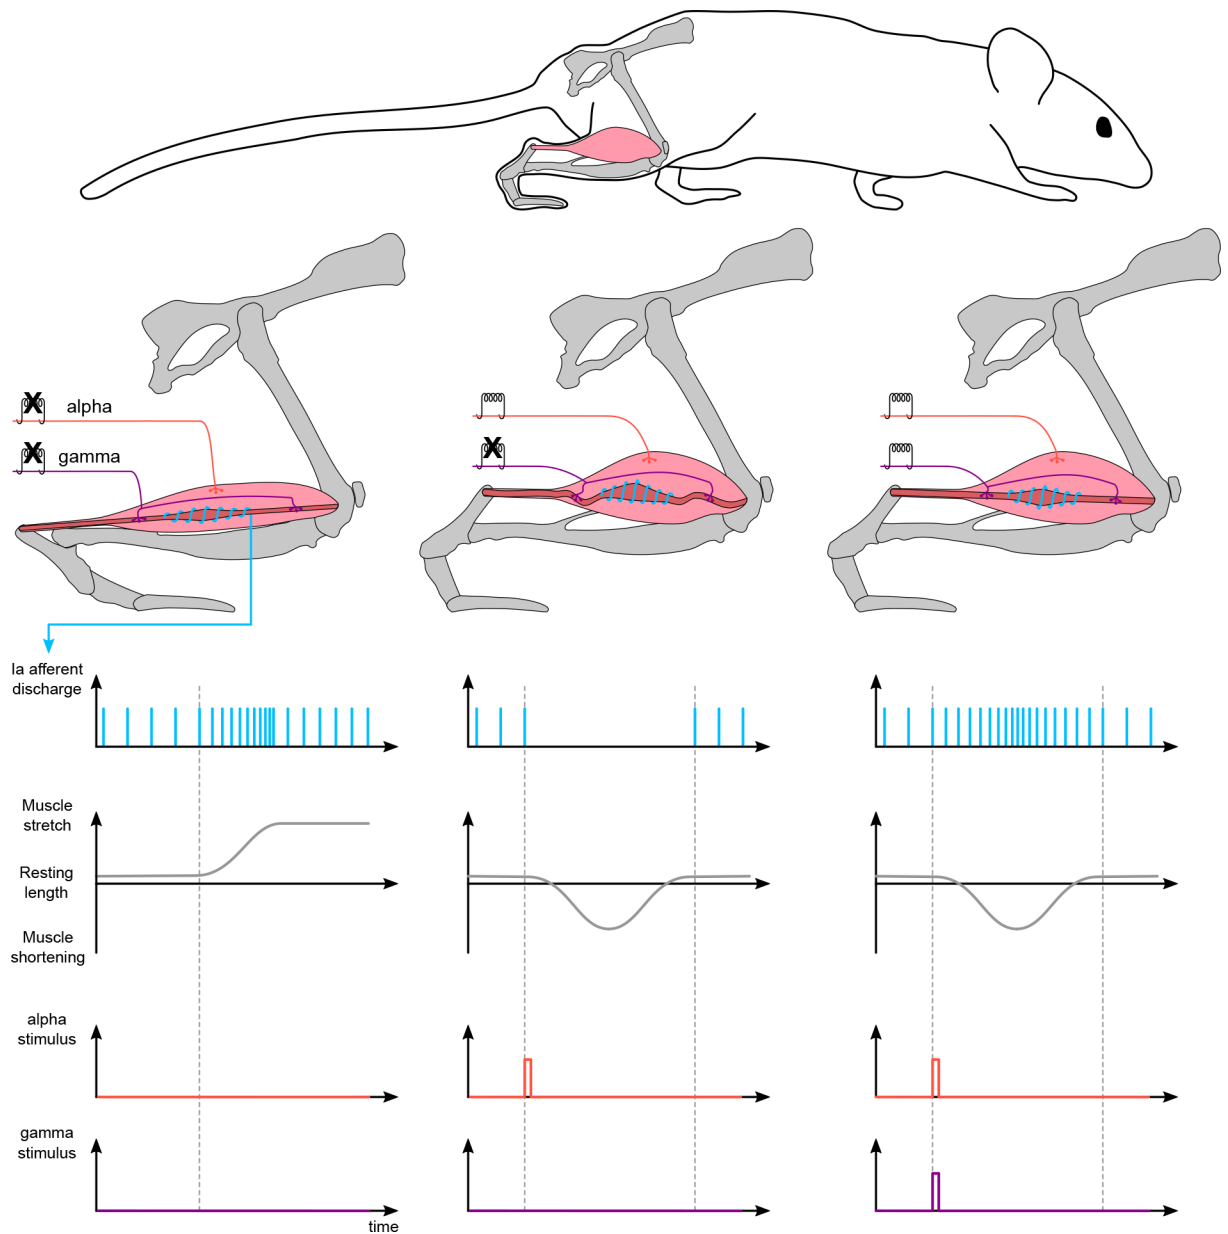 X
alpha
X
gamma
X
Ia afferent
discharge
Muscle
stretch
Resting
length
Muscle
shortening
alpha
stimulus
gamma
stimulus
time